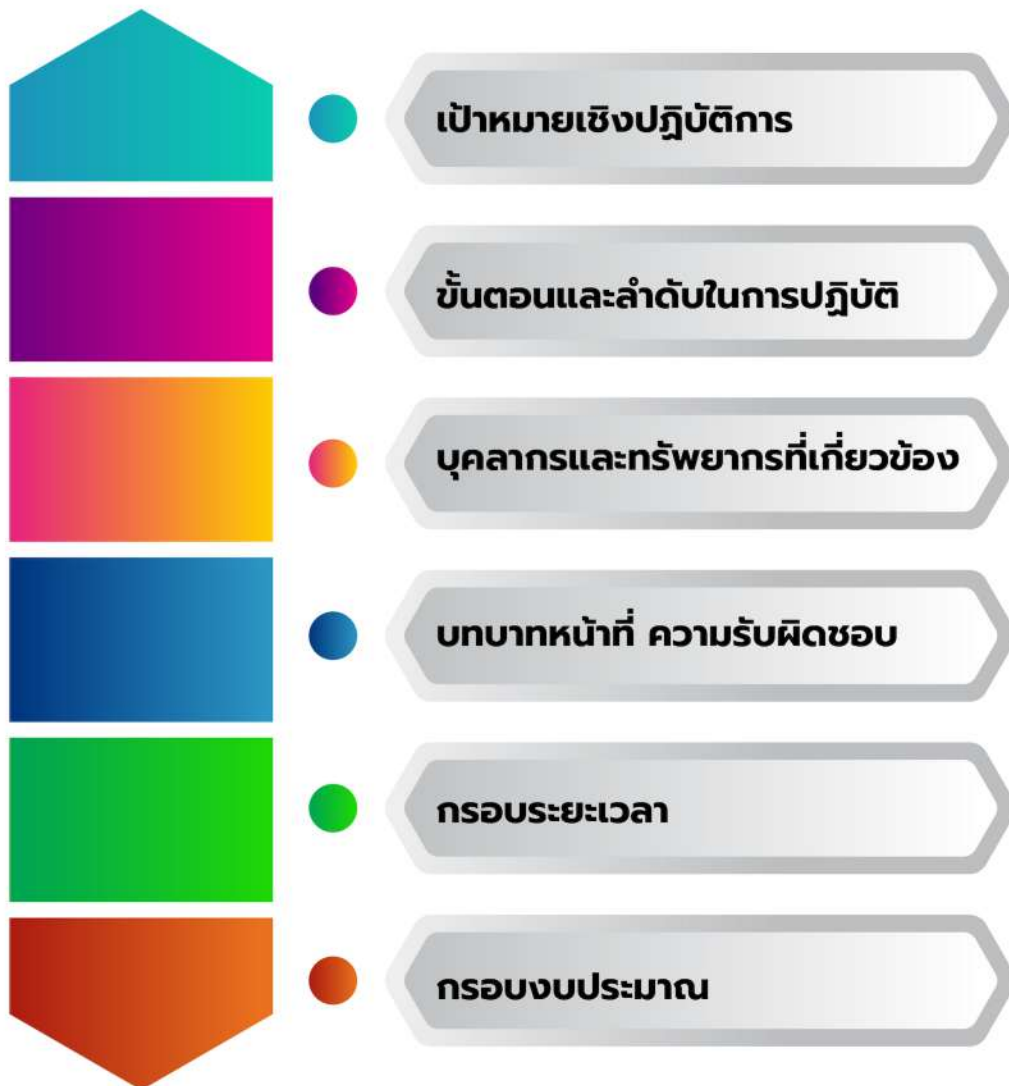 เป้าหมายเชิงปฏิบัติการ
ขั้นตอนและลำดับในการปฏิบัติ
บุคลากรและทรัพยากรที่เกี่ยวข้อง
บทบาทหน้าที่ ความรับผิดชอบ
กรอบระยะเวลา
กรอบงบประมาณ